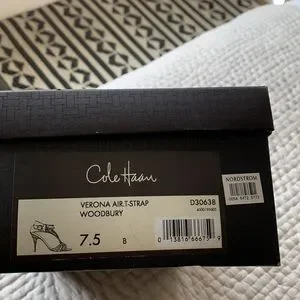 Cole Haan
VERONA AIR.T-STRAP
WOODBURY
D30638
7.5 B
NORDSTROM